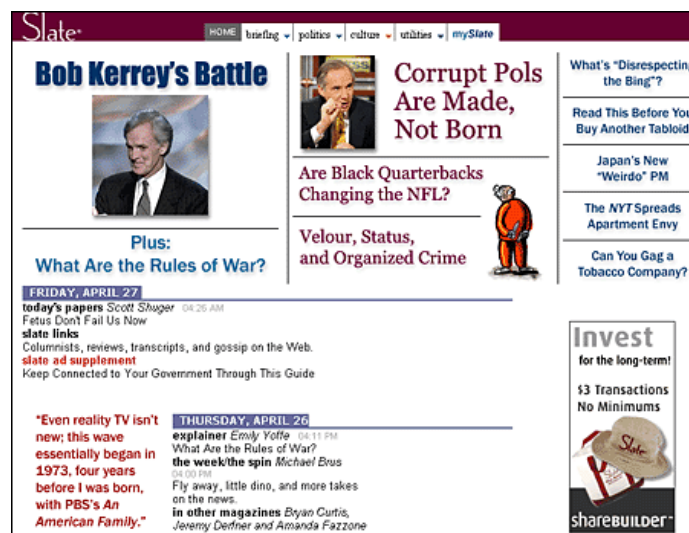 Slate
HOME briefing politics culture utilities mySlate
Bob Kerrey's Battle
Plus:
What Are the Rules of War?
Corrupt Pols
Are Made,
Not Born
Are Black Quarterbacks
Changing the NFL?
Velour, Status,
and Organized Crime
What's "Disrespecting
the Bing"?
Read This Before You
Buy Another Tabloid
Japan's New
"Weirdo" PM
The NYT Spreads
Apartment Envy
Can You Gag a
Tobacco Company?
FRIDAY, APRIL 27
today's papers Scott Shuger 04:26 AM
Fetus Don't Fail Us Now
slate links
Columnists, reviews, transcripts, and gossip on the Web.
slate ad supplement
Keep Connected to Your Government Through This Guide
"Even reality TV isn't
new; this wave
essentially began in
1973, four years
before I was born,
with PBS's An
American Family."
THURSDAY, APRIL 26
explainer Emily Yoffe 04:11 PM
What Are the Rules of War?
the week/the spin Michael Brus
04:00 PM
Fly away, little dino, and more takes
on the news.
in other magazines Bryan Curtis,
Jeremy Derfner and Amanda Fazzone
Invest
for the long-term!
$3 Transactions
No Minimums
Slate
Slate
shareBUILDER